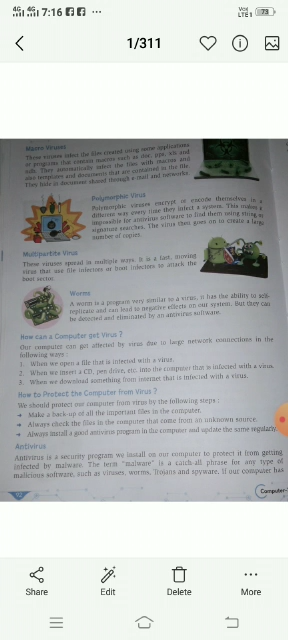 4G 4G 7:16
Vo) LTE1 73
1/311
Macro Viruses
These viruses infect the files created using some applications
or programs that contain macros such as doc, pps, xls and
mdb. They automatically infect the files with macros and
also templates and documents that are contained in the file.
They hide in document shared through e-mail and networks.
Polymorphic Virus
Polymorphic viruses encrypt or encode themselves in a
different way every time they infect a system. This makes it
impossible for antivirus software to find them using string or
signature searches. The virus then goes on to create a large
number of copies.
Multipartite Virus
These viruses spread in multiple ways. It is a fast, moving
virus that use file infectors or boot infectors to attack the
boot sector.
Worms
A worm is a program very similar to a virus, it has the ability to self-
replicate and can lead to negative effects on our system. But they can
be detected and eliminated by an antivirus software.
How can a Computer get Virus ?
Our computer can get affected by virus due to large network connections in the
following ways :
1. When we open a file that is infected with a virus.
2. When we insert a CD, pen drive, etc. into the computer that is infected with a virus.
3. When we download something from internet that is infected with a virus.
How to Protect the Computer from Virus ?
We should protect our computer from virus by the following steps :
→ Make a back-up of all the important files in the computer.
→ Always check the files in the computer that come from an unknown source.
→ Always install a good antivirus program in the computer and update the same regularly.
Antivirus
Antivirus is a security program we install on our computer to protect it from getting
infected by malware. The term "malware" is a catch-all phrase for any type of
malicious software, such as viruses, worms, Trojans and spyware. If our computer has
Computer-
Share Edit Delete More